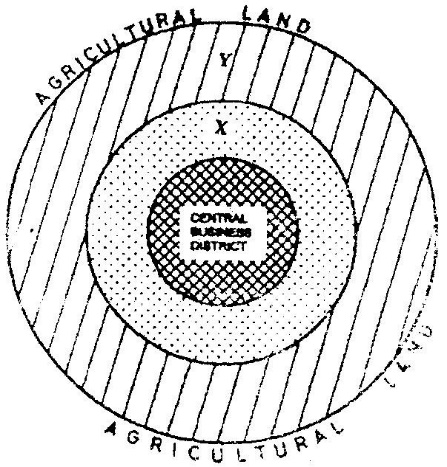 AGRICULTURAL LAND
Y
X
CENTRAL
BUSINESS
DISTRICT
AGRICULTURAL LAND